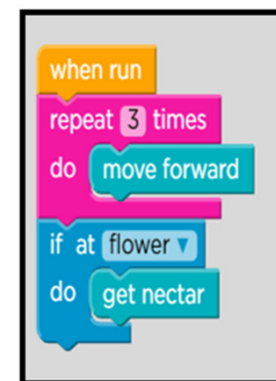 when run
repeat 3 times
do move forward
if at flower ▼
do get nectar